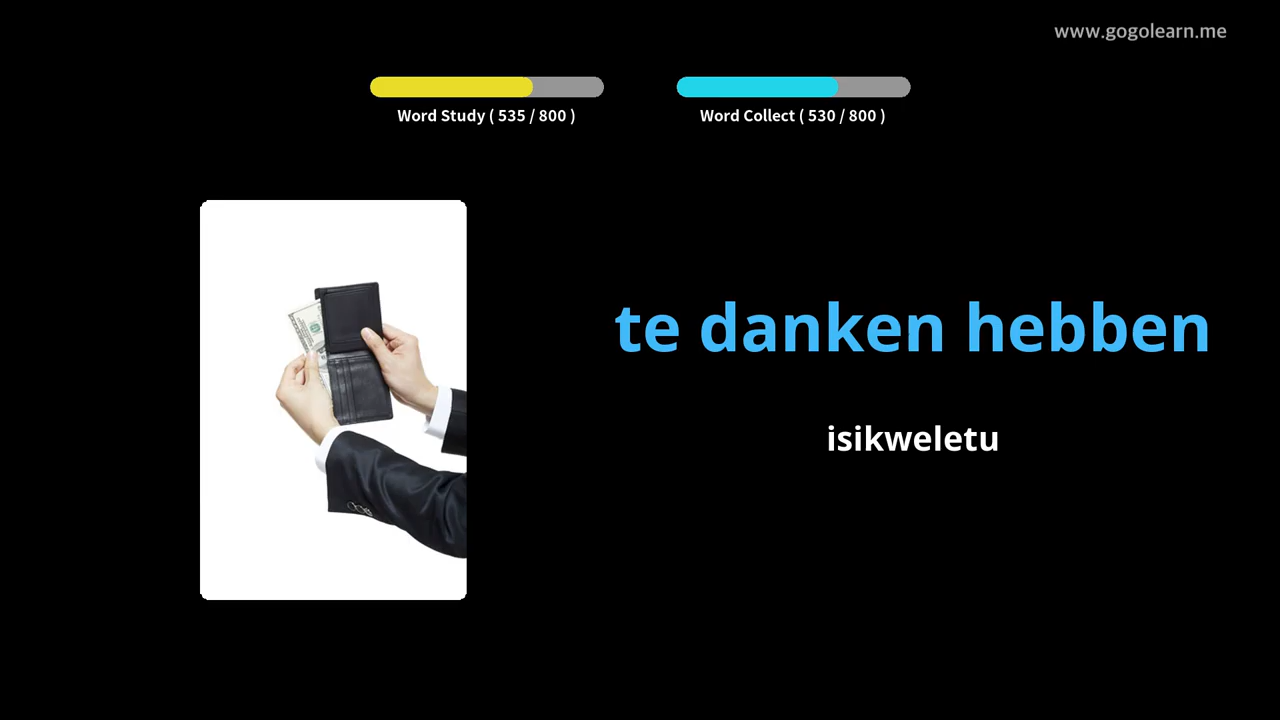 www.gogolearn.me
Word Study ( 535 / 800 )
Word Collect ( 530 / 800 )
te danken hebben
isikweletu